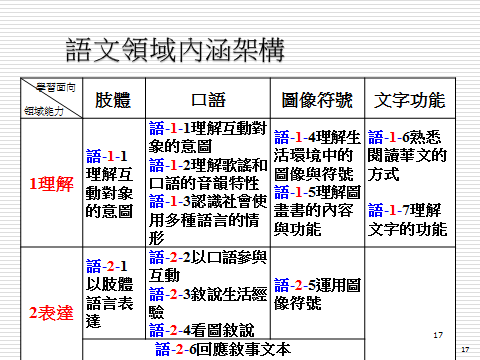 語文領域內涵架構
學習面向
領域能力
肢體
口語
圖像符號
文字功能
1理解
語-1-1
理解互
動對象
的意圖
語-1-1理解互動對
象的意圖
語-1-2理解歌謠和
口語的音韻特性
語-1-3認識社會使
用多種語言的情
形
語-1-4理解生
活環境中的
圖像與符號
語-1-5理解圖
畫書的內容
與功能
語-1-6熟悉
閱讀華文的
方式
語-1-7理解
文字的功能
2表達
語-2-1
以肢體
語言表
達
語-2-2以口語參與
互動
語-2-3敘說生活經
驗
語-2-4看圖敘說
語-2-5運用圖
像符號
語-2-6回應敘事文本
17
17